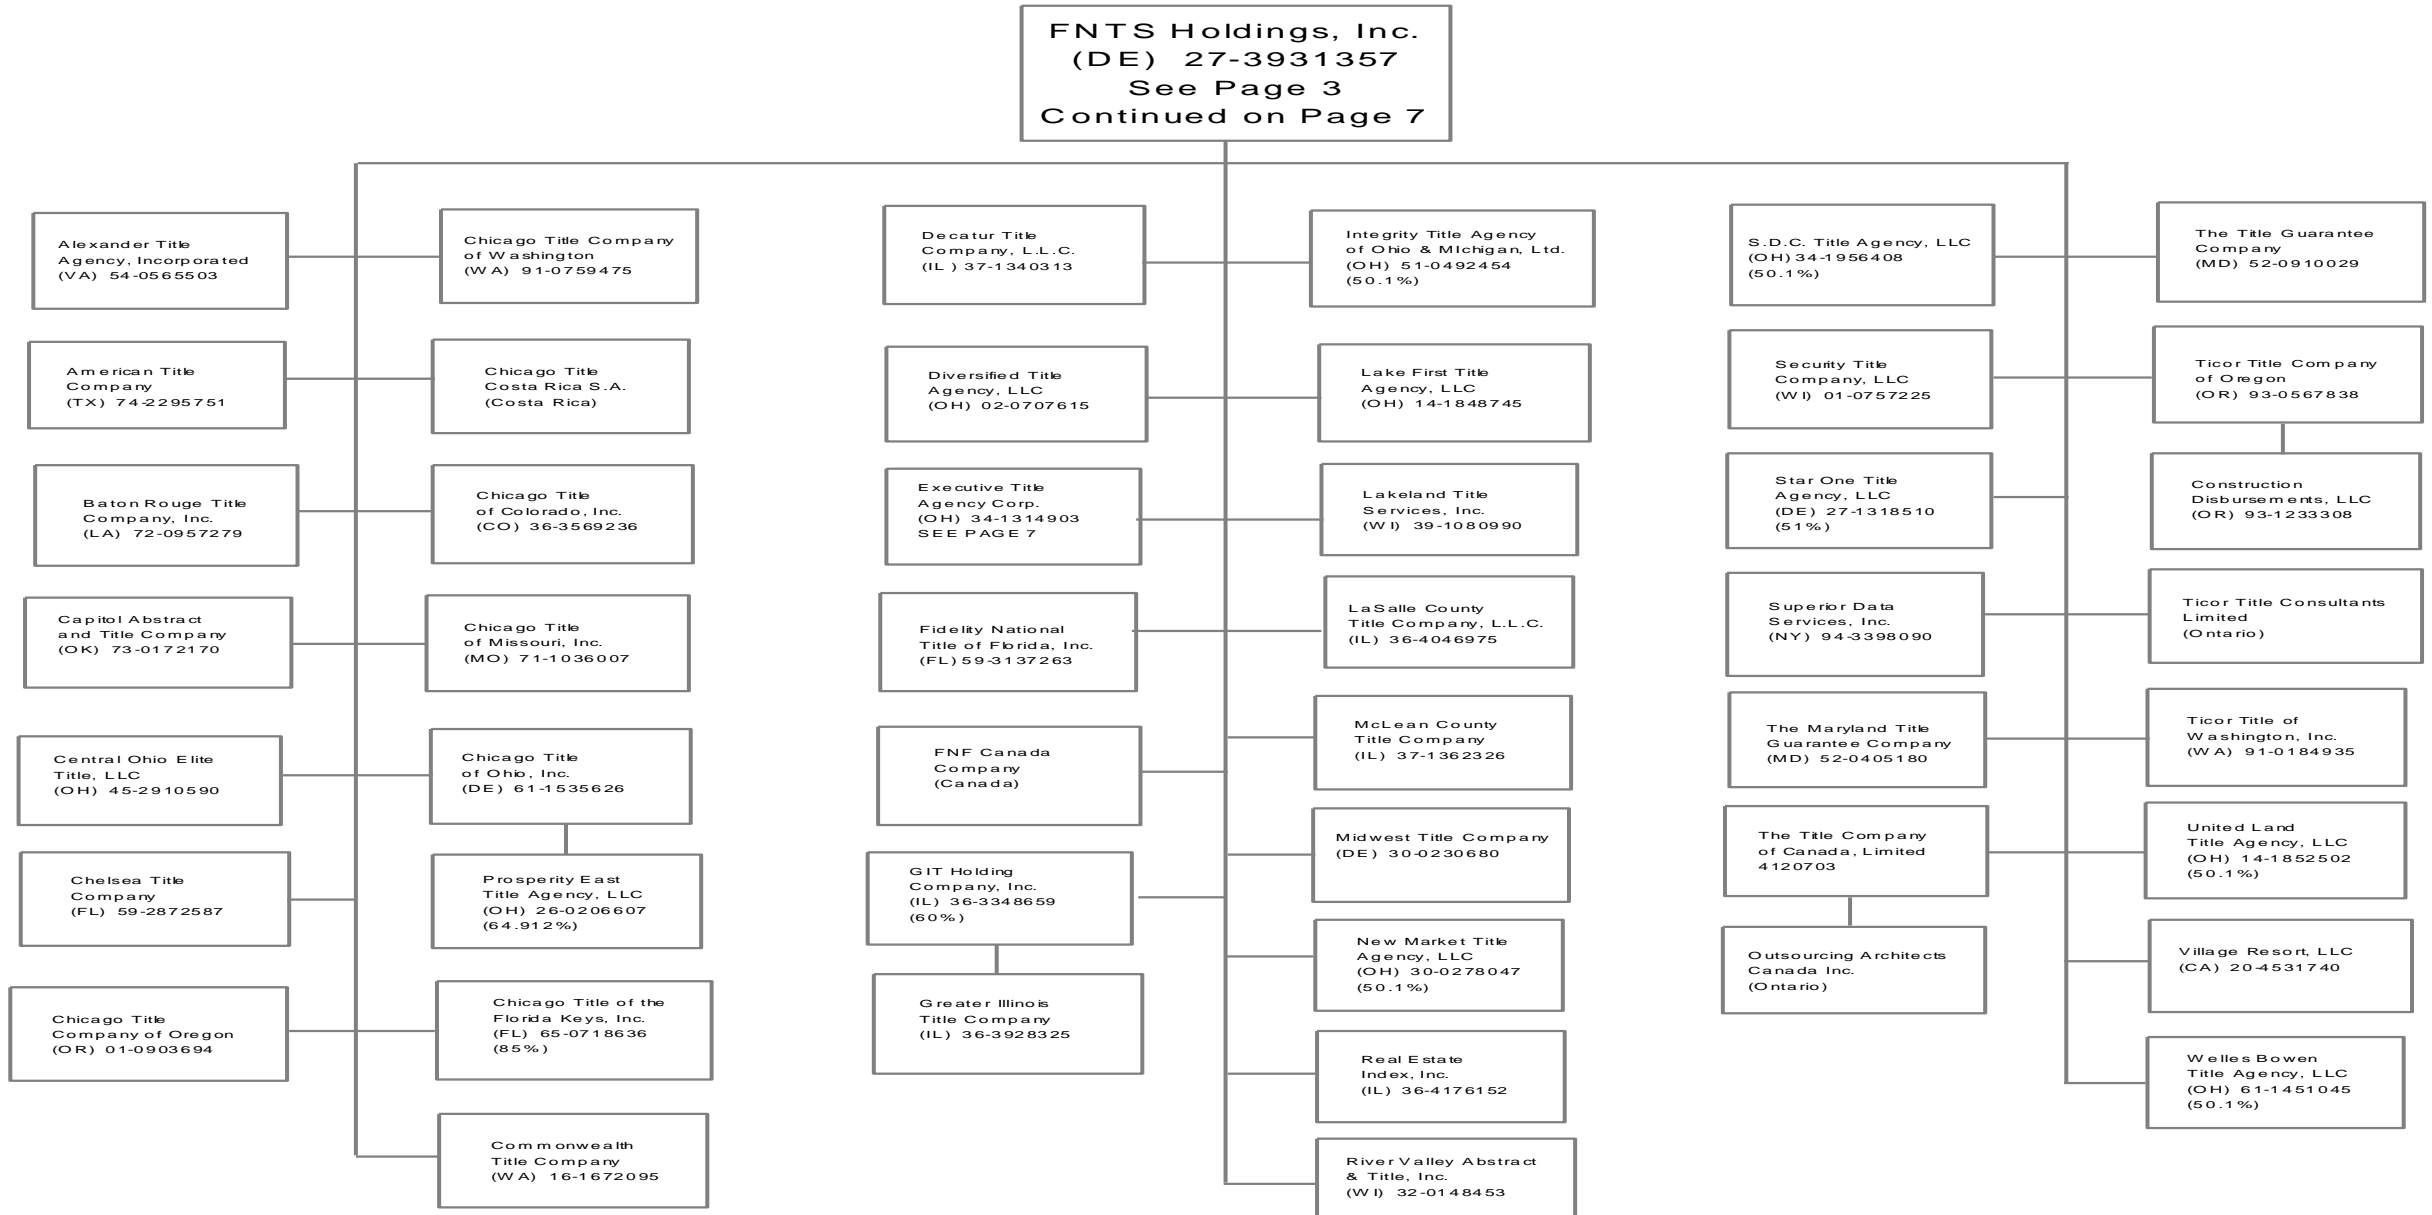 FNTS Holdings, Inc.
(DE) 27-3931357
See Page 3
Continued on Page 7
Alexander Title
Agency, Incorporated
(VA) 54-0565503
Chicago Title Company
of Washington
(WA) 91-0759475
American Title
Company
(TX) 74-2295751
Chicago Title
Costa Rica S.A.
(Costa Rica)
Baton Rouge Title
Company, Inc.
(LA) 72-0957279
Chicago Title
of Colorado, Inc.
(CO) 36-3569236
Capitol Abstract
and Title Company
(OK) 73-0172170
Chicago Title
of Missouri, Inc.
(MO) 71-1036007
Central Ohio Elite
Title, LLC
(OH) 45-2910590
Chicago Title
of Ohio, Inc.
(DE) 61-1535626
Chelsea Title
Company
(FL) 59-2872587
Prosperity East
Title Agency, LLC
(OH) 26-0206607
(64.912%)
Chicago Title
Company of Oregon
(OR) 01-0903694
Chicago Title of the
Florida Keys, Inc.
(FL) 65-0718636
(85%)
Commonwealth
Title Company
(WA) 16-1672095
Decatur Title
Company, L.L.C.
(IL ) 37-1340313
Integrity Title Agency
of Ohio & MIchigan, Ltd.
(OH) 51-0492454
(50.1%)
Diversified Title
Agency, LLC
(OH) 02-0707615
Lake First Title
Agency, LLC
(OH) 14-1848745
Executive Title
Agency Corp.
(OH) 34-1314903
SEE PAGE 7
Lakeland Title
Services, Inc.
(WI) 39-1080990
Fidelity National
Title of Florida, Inc.
(FL) 59-3137263
LaSalle County
Title Company, L.L.C.
(IL) 36-4046975
FNF Canada
Company
(Canada)
McLean County
Title Company
(IL) 37-1362326
Midwest Title Company
(DE) 30-0230680
GIT Holding
Company, Inc.
(IL) 36-3348659
(60%)
New Market Title
Agency, LLC
(OH) 30-0278047
(50.1%)
Greater Illinois
Title Company
(IL) 36-3928325
Real Estate
Index, Inc.
(IL) 36-4176152
River Valley Abstract
& Title, Inc.
(WI) 32-0148453
S.D.C. Title Agency, LLC
(OH) 34-1956408
(50.1%)
The Title Guarantee
Company
(MD) 52-0910029
Security Title
Company, LLC
(WI) 01-0757225
Ticor Title Company
of Oregon
(OR) 93-0567838
Star One Title
Agency, LLC
(DE) 27-1318510
(51%)
Construction
Disbursements, LLC
(OR) 93-1233308
Superior Data
Services, Inc.
(NY) 94-3398090
Ticor Title Consultants
Limited
(Ontario)
The Maryland Title
Guarantee Company
(MD) 52-0405180
Ticor Title of
Washington, Inc.
(WA) 91-0184935
The Title Company
of Canada, Limited
4120703
United Land
Title Agency, LLC
(OH) 14-1852502
(50.1%)
Outsourcing Architects
Canada Inc.
(Ontario)
Village Resort, LLC
(CA) 20-4531740
Welles Bowen
Title Agency, LLC
(OH) 61-1451045
(50.1%)